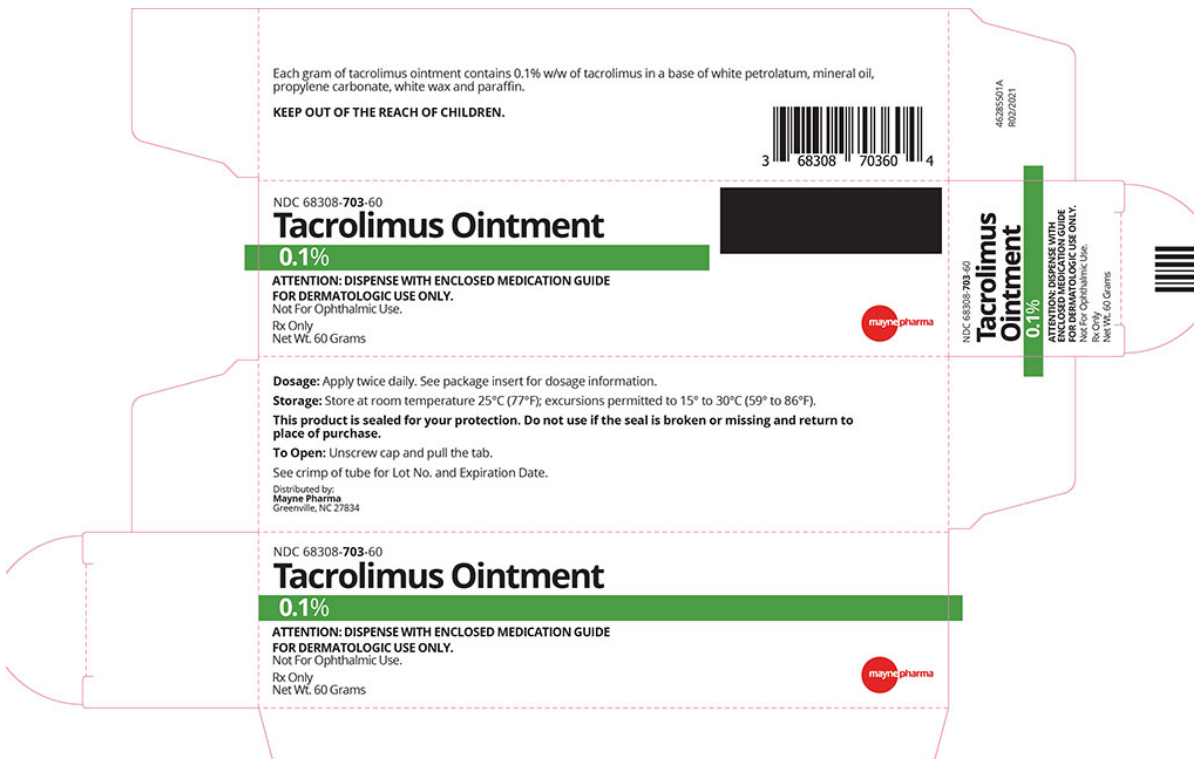 Each gram of tacrolimus ointment contains 0.1% w/w of tacrolimus in a base of white petrolatum, mineral oil,
propylene carbonate, white wax and paraffin.
KEEP OUT OF THE REACH OF CHILDREN.
3 68308 70360 4
46285501A
R02/2021
NDC 68308-703-60
Tacrolimus Ointment
0.1%
ATTENTION: DISPENSE WITH ENCLOSED MEDICATION GUIDE
FOR DERMATOLOGIC USE ONLY.
Not For Ophthalmic Use.
Rx Only
Net Wt. 60 Grams
mayne pharma
NDC 68308-703-60
Tacrolimus
Ointment
0.1%
ATTENTION: DISPENSE WITH
ENCLOSED MEDICATION GUIDE
FOR DERMATOLOGIC USE ONLY.
Not For Ophthalmic Use.
Rx Only
Net Wt. 60 Grams
Dosage: Apply twice daily. See package insert for dosage information.
Storage: Store at room temperature 25°C (77°F); excursions permitted to 15° to 30°C (59° to 86°F).
This product is sealed for your protection. Do not use if the seal is broken or missing and return to
place of purchase.
To Open: Unscrew cap and pull the tab.
See crimp of tube for Lot No. and Expiration Date.
Distributed by:
Mayne Pharma
Greenville, NC 27834
NDC 68308-703-60
Tacrolimus Ointment
0.1%
ATTENTION: DISPENSE WITH ENCLOSED MEDICATION GUIDE
FOR DERMATOLOGIC USE ONLY.
Not For Ophthalmic Use.
Rx Only
Net Wt. 60 Grams
mayne pharma